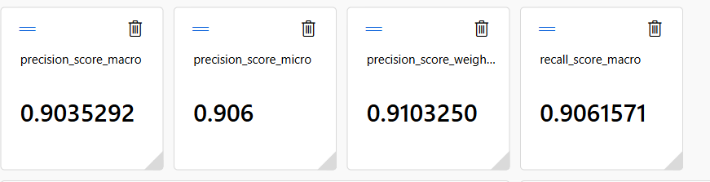 precision_score_macro
0.9035292
precision_score_micro
0.906
precision_score_weigh...
0.9103250
recall_score_macro
0.9061571